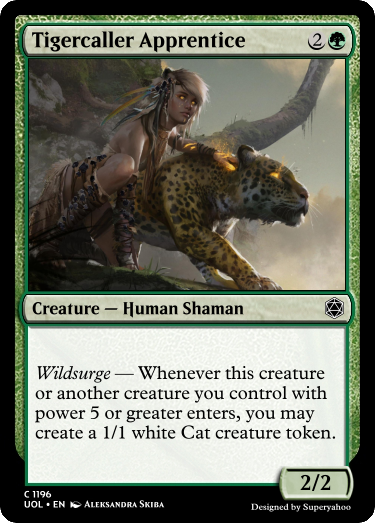 Tigercaller Apprentice 2
Creature — Human Shaman
Wildsurge — Whenever this creature
or another creature you control with
power 5 or greater enters, you may
create a 1/1 white Cat creature token.
2/2
C 1196
UOL • EN Aleksandra Skiba
Designed by Superyahoo